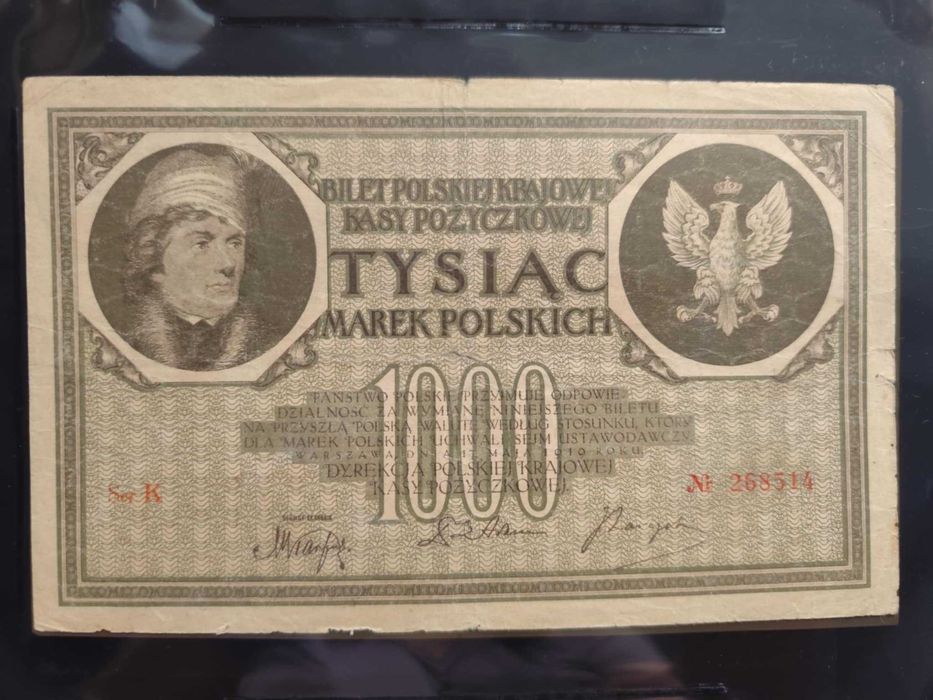 BILET POLSKIEJ KRAJOWEJ
KASY POŻYCZKOWEJ
TYSIĄC
MAREK POLSKICH
1000
PAŃSTWO POLSKIE PRZYJMUJE ODPOWIE-
DZIALNOŚĆ ZA WYMIANĘ NINIEJSZEGO BILETU
NA PRZYSZŁĄ POLSKĄ WALUTĘ WEDŁUG STOSUNKU, KTÓRY
DLA MAREK POLSKICH UCHWALI SEJM USTAWODAWCZY.
WARSZAWA, DNIA 17 MAJA 1919 ROKU.
DYREKCJA POLSKIEJ KRAJOWEJ
KASY POŻYCZKOWEJ.
Ser K
№ 268514